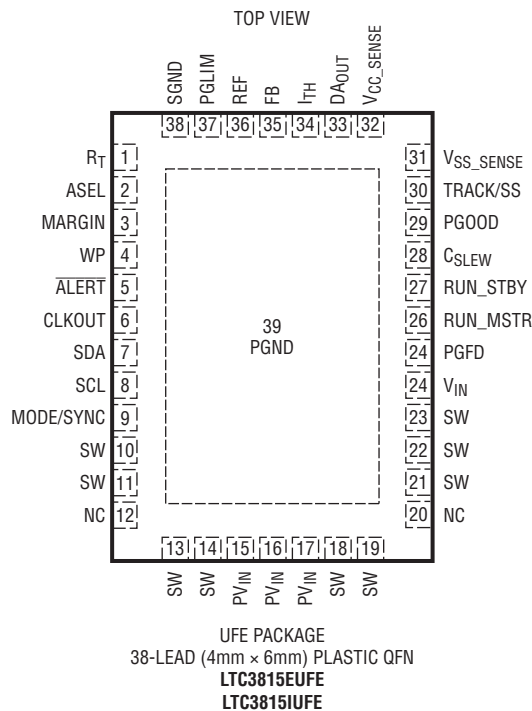 TOP VIEW
SGND
PGLIM
REF
FB
ITH
DAOUT
VCC_SENSE
38 37 36 35 34 33 32
RT 1
ASEL 2
MARGIN 3
WP 4
ALERT 5
CLKOUT 6
SDA 7
SCL 8
MODE/SYNC 9
SW 10
SW 11
NC 12
39
PGND
31 VSS_SENSE
30 TRACK/SS
29 PGOOD
28 CSLEW
27 RUN_STBY
26 RUN_MSTR
24 PGFD
24 VIN
23 SW
22 SW
21 SW
20 NC
13 14 15 16 17 18 19
SW
SW
PVIN
PVIN
PVIN
SW
SW
UFE PACKAGE
38-LEAD (4mm × 6mm) PLASTIC QFN
LTC3815EUFE
LTC3815IUFE